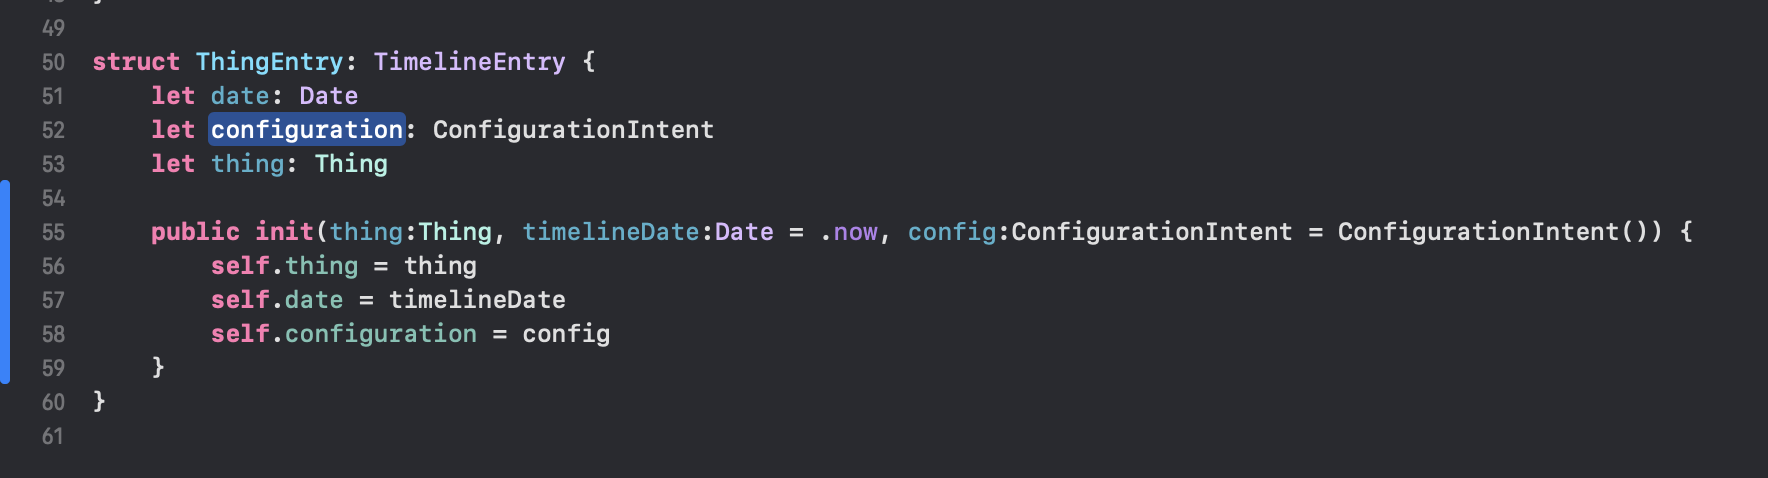 49
50 struct ThingEntry: TimelineEntry {
51     let date: Date
52     let configuration: ConfigurationIntent
53     let thing: Thing
54
55     public init(thing:Thing, timelineDate:Date = .now, config:ConfigurationIntent = ConfigurationIntent()) {
56         self.thing = thing
57         self.date = timelineDate
58         self.configuration = config
59     }
60 }
61